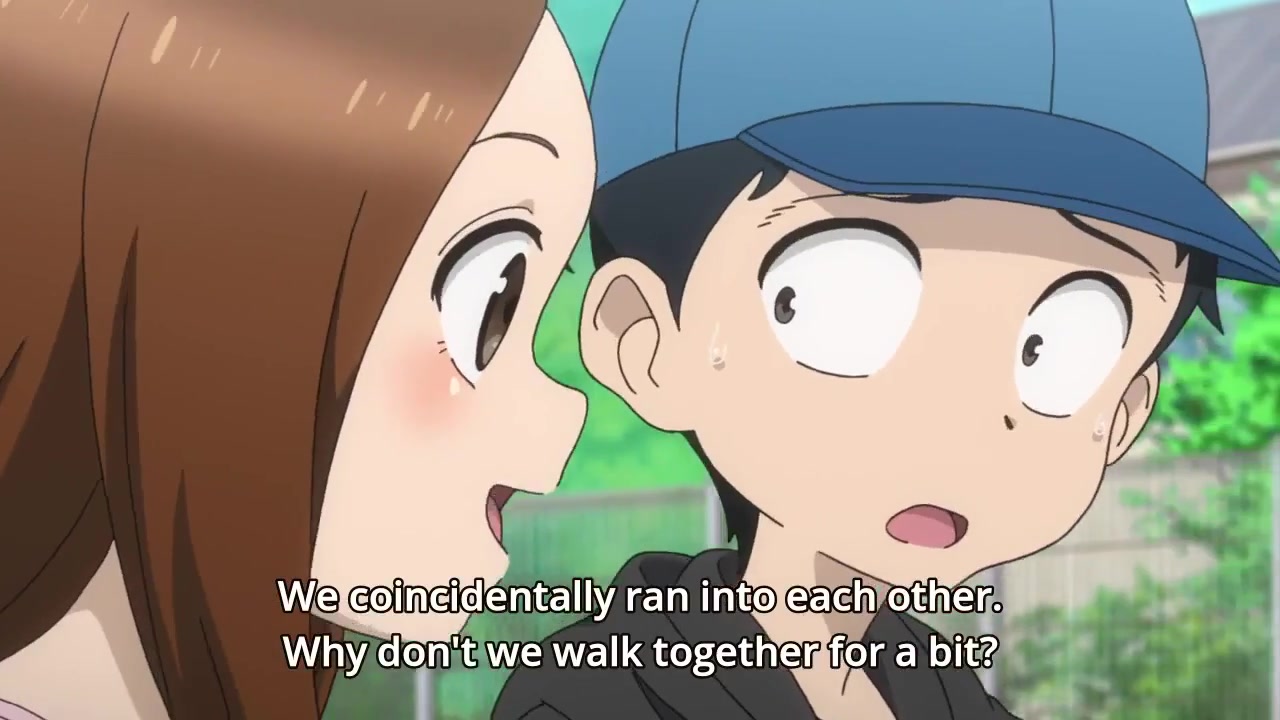 We coincidentally ran into each other.
Why don't we walk together for a bit?